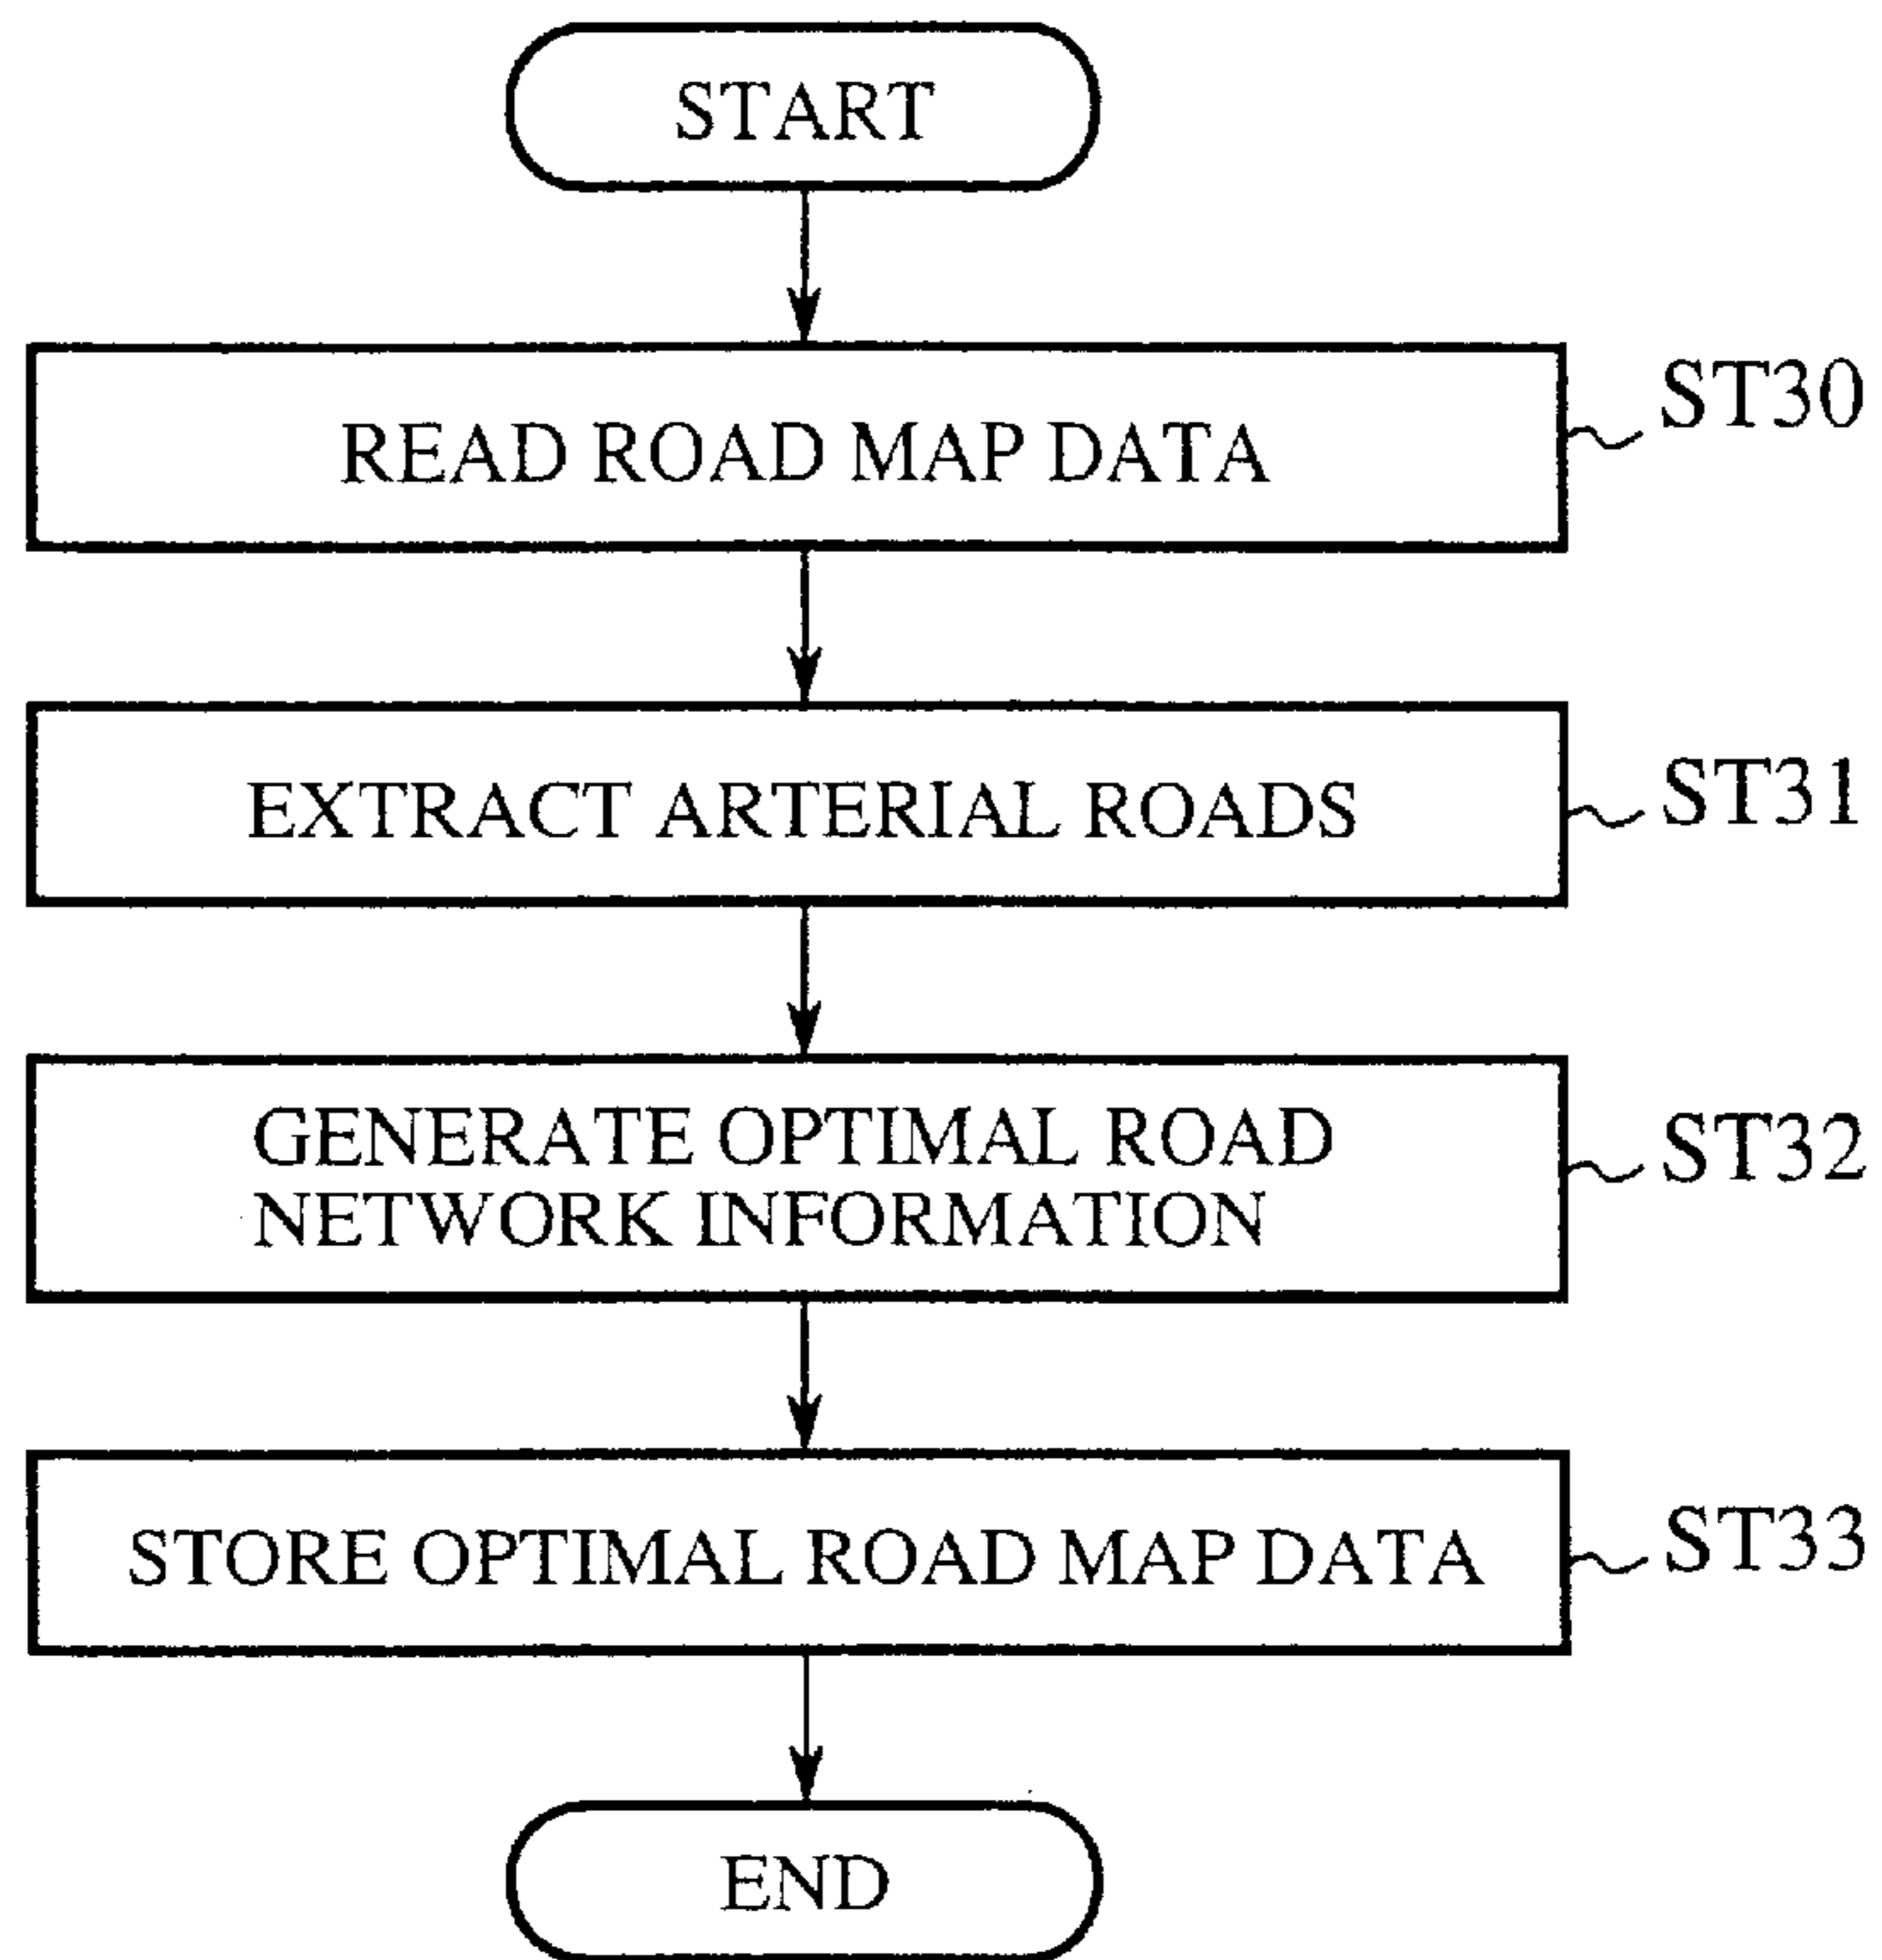 START
READ ROAD MAP DATA
ST30
EXTRACT ARTERIAL ROADS
ST31
GENERATE OPTIMAL ROAD
NETWORK INFORMATION
ST32
STORE OPTIMAL ROAD MAP DATA
ST33
END